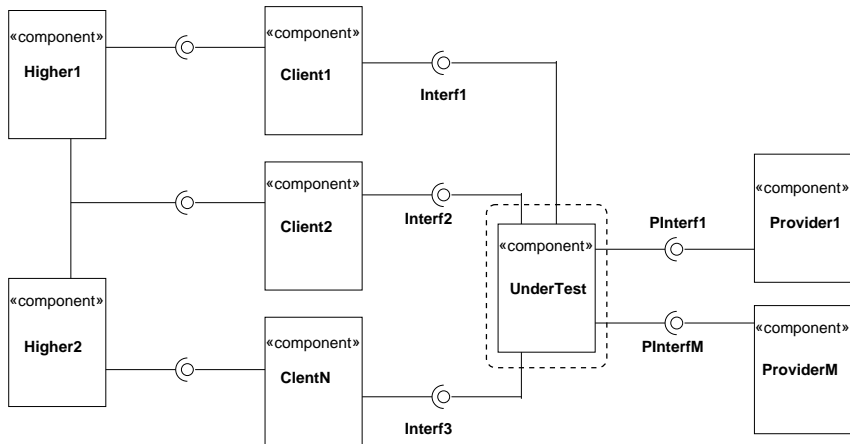 «component»
Higher1
«component»
Client1
Interf1
«component»
Client2
Interf2
«component»
UnderTest
PInterf1
«component»
Provider1
«component»
Higher2
«component»
ClentN
Interf3
PInterfM
«component»
ProviderM